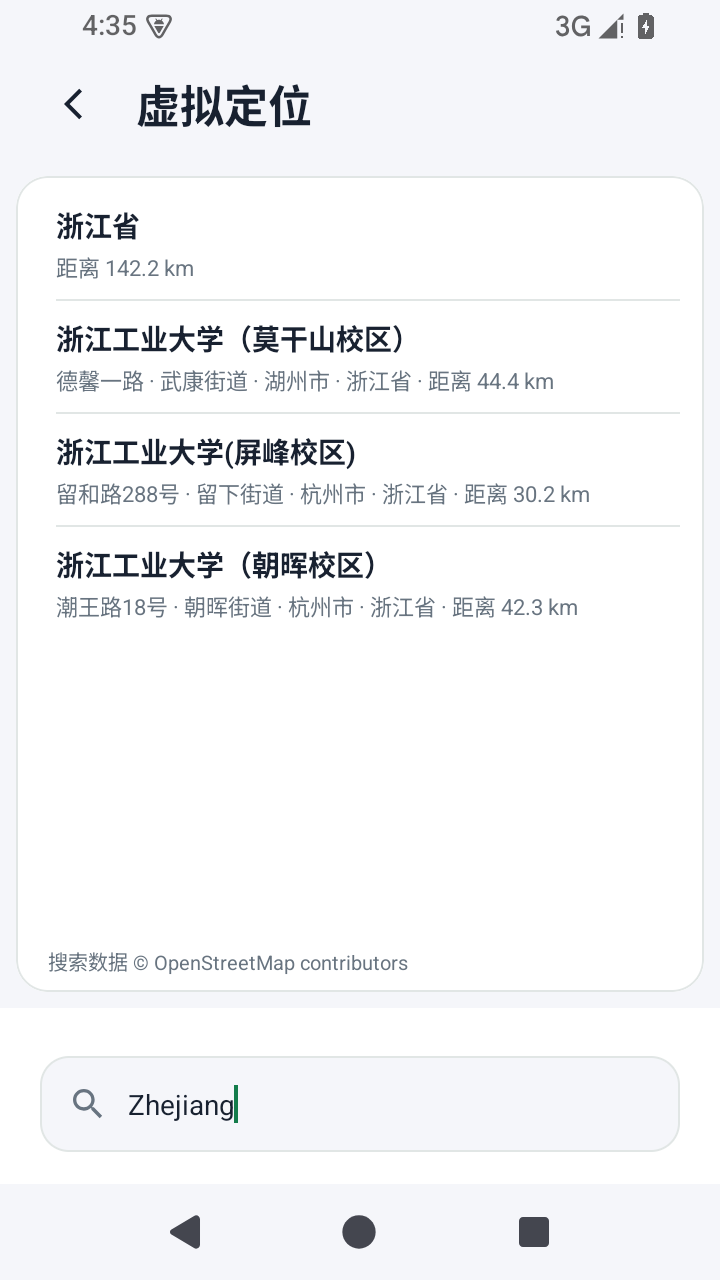 4:35
3G
虚拟定位
浙江省
距离 142.2 km
浙江工业大学（莫干山校区）
德馨一路 · 武康街道 · 湖州市 · 浙江省 · 距离 44.4 km
浙江工业大学(屏峰校区)
留和路288号 · 留下街道 · 杭州市 · 浙江省 · 距离 30.2 km
浙江工业大学（朝晖校区）
潮王路18号 · 朝晖街道 · 杭州市 · 浙江省 · 距离 42.3 km
搜索数据 © OpenStreetMap contributors
Zhejiang